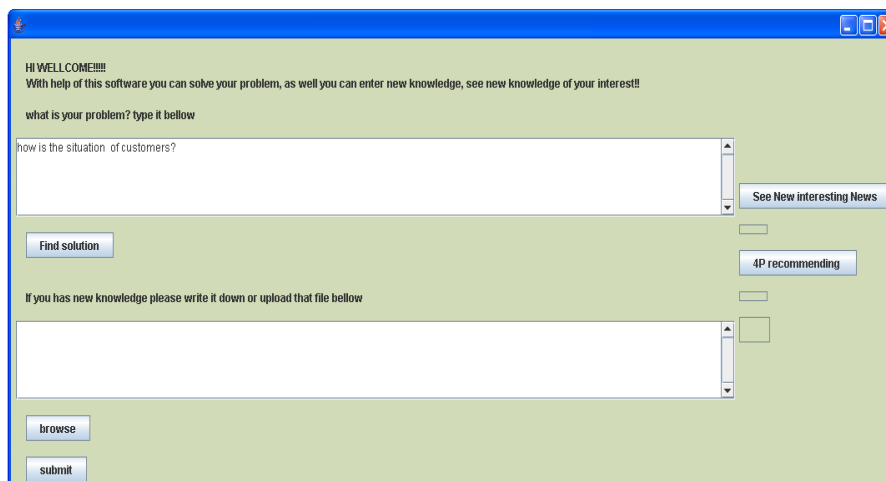 HI WELLCOME!!!!!
With help of this software you can solve your problem, as well you can enter new knowledge, see new knowledge of your interest!!
what is your problem? type it bellow
how is the situation  of customers?
See New interesting News
Find solution
4P recommending
If you has new knowledge please write it down or upload that file bellow
browse
submit